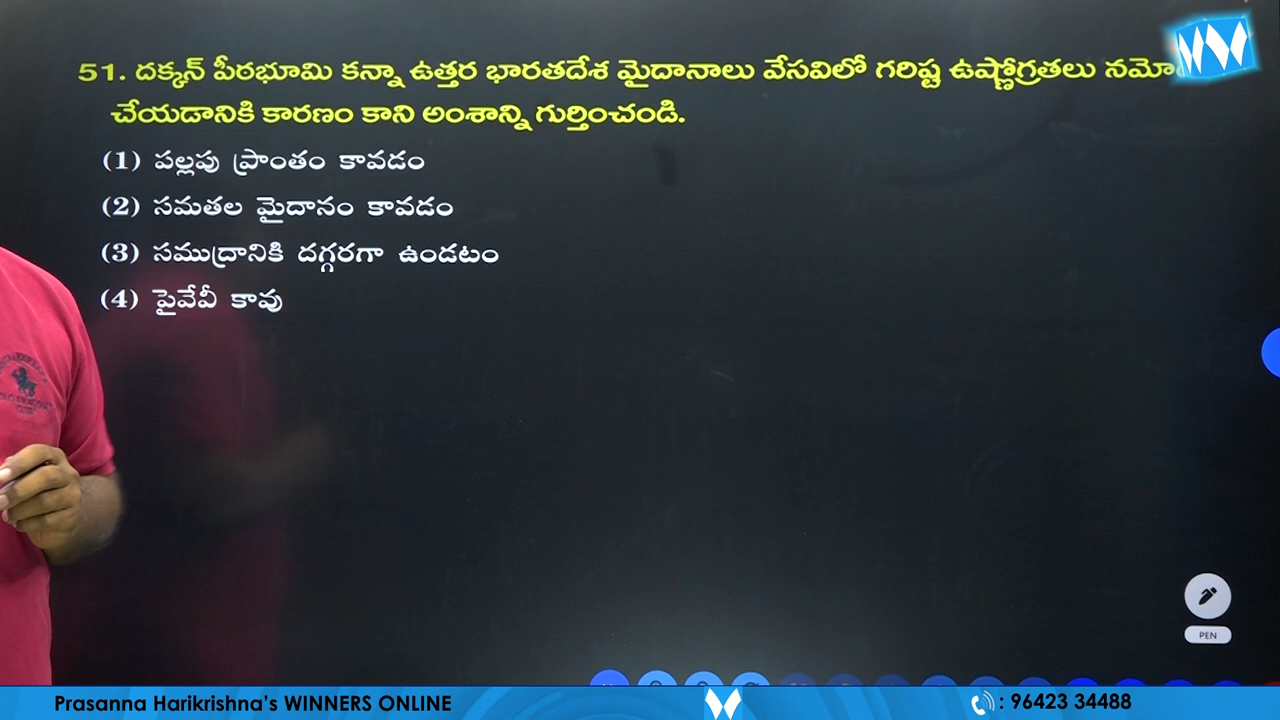 51. దక్కన్ పీఠభూమి కన్నా ఉత్తర భారతదేశ మైదానాలు వేసవిలో గరిష్ట ఉష్ణోగ్రతలు
చేయడానికి కారణం కాని అంశాన్ని గుర్తించండి.
(1) పల్లపు ప్రాంతం కావడం
(2) సమతల మైదానం కావడం
(3) సముద్రానికి దగ్గరగా ఉండటం
(4) పైవేవీ కావు
PEN
Prasanna Harikrishna's WINNERS ONLINE
: 96423 34488